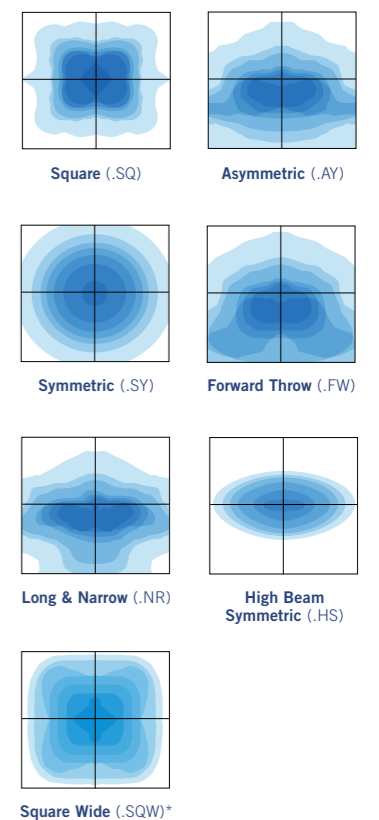 Square (.SQ)
Asymmetric (.AY)
Symmetric (.SY)
Forward Throw (.FW)
Long & Narrow (.NR)
High Beam
Symmetric (.HS)
Square Wide (.SQW)*